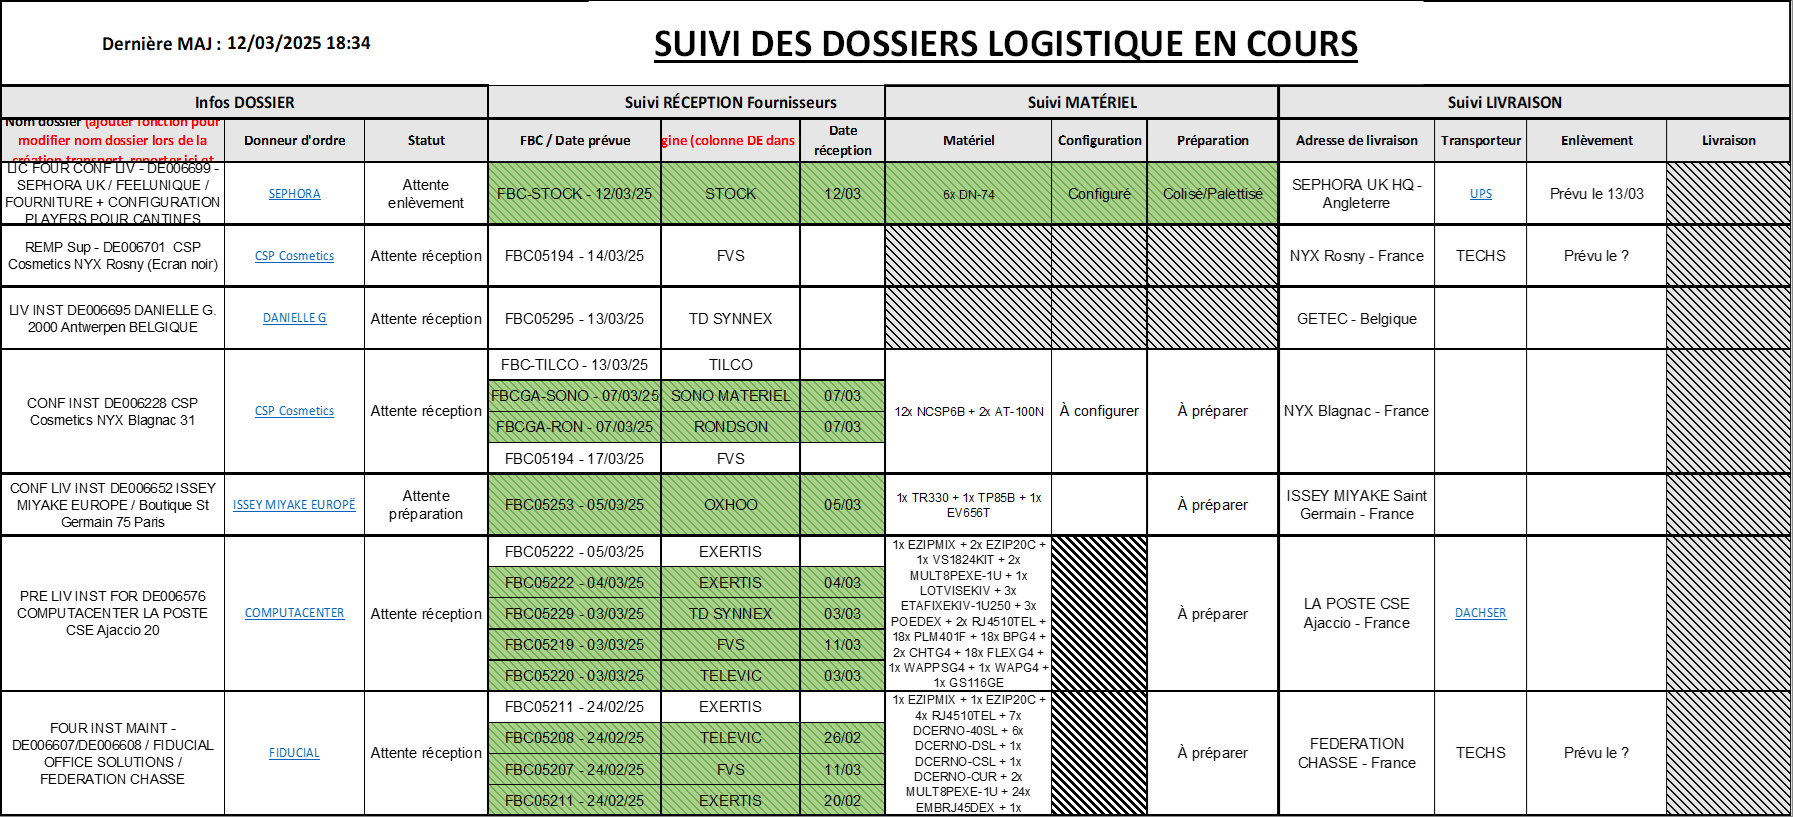 Dernière MAJ : 12/03/2025 18:34
SUIVI DES DOSSIERS LOGISTIQUE EN COURS
Infos DOSSIER
Suivi RÉCEPTION Fournisseurs
Suivi MATÉRIEL
Suivi LIVRAISON
Nom dossier (ajouter fonction pour
modifier nom dossier lors de la
création transport, reporter ici et
Donneur d'ordre
Statut
FBC / Date prévue
gine (colonne DE dans
Date
réception
Matériel
Configuration
Préparation
Adresse de livraison
Transporteur
Enlèvement
Livraison
LIC FOUR CONF LIV - DE006699 -
SEPHORA UK / FEELUNIQUE /
FOURNITURE + CONFIGURATION
PLAYERS POUR CANTINES
SEPHORA
Attente
enlèvement
FBC-STOCK - 12/03/25
STOCK
12/03
6x DN-74
Configuré
Colisé/Palettisé
SEPHORA UK HQ -
Angleterre
UPS
Prévu le 13/03
REMP Sup - DE006701 CSP
Cosmetics NYX Rosny (Ecran noir)
CSP Cosmetics
Attente réception
FBC05194 - 14/03/25
FVS
NYX Rosny - France
TECHS
Prévu le ?
LIV INST DE006695 DANIELLE G.
2000 Antwerpen BELGIQUE
DANIELLE G
Attente réception
FBC05295 - 13/03/25
TD SYNNEX
GETEC - Belgique
CONF INST DE006228 CSP
Cosmetics NYX Blagnac 31
CSP Cosmetics
Attente réception
FBC-TILCO - 13/03/25
TILCO
FBCGA-SONO - 07/03/25
SONO MATERIEL
07/03
FBCGA-RON - 07/03/25
RONDSON
07/03
FBC05194 - 17/03/25
FVS
12x NCSP6B + 2x AT-100N
À configurer
À préparer
NYX Blagnac - France
CONF LIV INST DE006652 ISSEY
MIYAKE EUROPE / Boutique St
Germain 75 Paris
ISSEY MIYAKE EUROPË
Attente
préparation
FBC05253 - 05/03/25
OXHOO
05/03
1x TR330 + 1x TP85B + 1x
EV656T
À préparer
ISSEY MIYAKE Saint
Germain - France
PRE LIV INST FOR DE006576
COMPUTACENTER LA POSTE
CSE Ajaccio 20
COMPUTACENTER
Attente réception
FBC05222 - 05/03/25
EXERTIS
FBC05222 - 04/03/25
EXERTIS
04/03
FBC05229 - 03/03/25
TD SYNNEX
03/03
FBC05219 - 03/03/25
FVS
11/03
FBC05220 - 03/03/25
TELEVIC
03/03
1x EZIPMIX + 2x EZIP20C +
1x VS1824KIT + 2x
MULT8PEXE-1U + 1x
LOTVISEKIV + 3x
ETAFIXEKIV-1U250 + 3x
POEDEX + 2x RJ4510TEL +
18x PLM401F + 18x BPG4 +
2x CHTG4 + 18x FLEXG4 +
1x WAPPSG4 + 1x WAPG4 +
1x GS116GE
À préparer
LA POSTE CSE
Ajaccio - France
DACHSER
FOUR INST MAINT -
DE006607/DE006608 / FIDUCIAL
OFFICE SOLUTIONS /
FEDERATION CHASSE
FIDUCIAL
Attente réception
FBC05211 - 24/02/25
EXERTIS
FBC05208 - 24/02/25
TELEVIC
26/02
FBC05207 - 24/02/25
FVS
11/03
FBC05211 - 24/02/25
EXERTIS
20/02
1x EZIPMIX + 1x EZIP20C +
4x RJ4510TEL + 7x
DCERNO-40SL + 6x
DCERNO-DSL + 1x
DCERNO-CSL + 1x
DCERNO-CUR + 2x
MULT8PEXE-1U + 24x
EMBRJ45DEX + 1x
À préparer
FEDERATION
CHASSE - France
TECHS
Prévu le ?